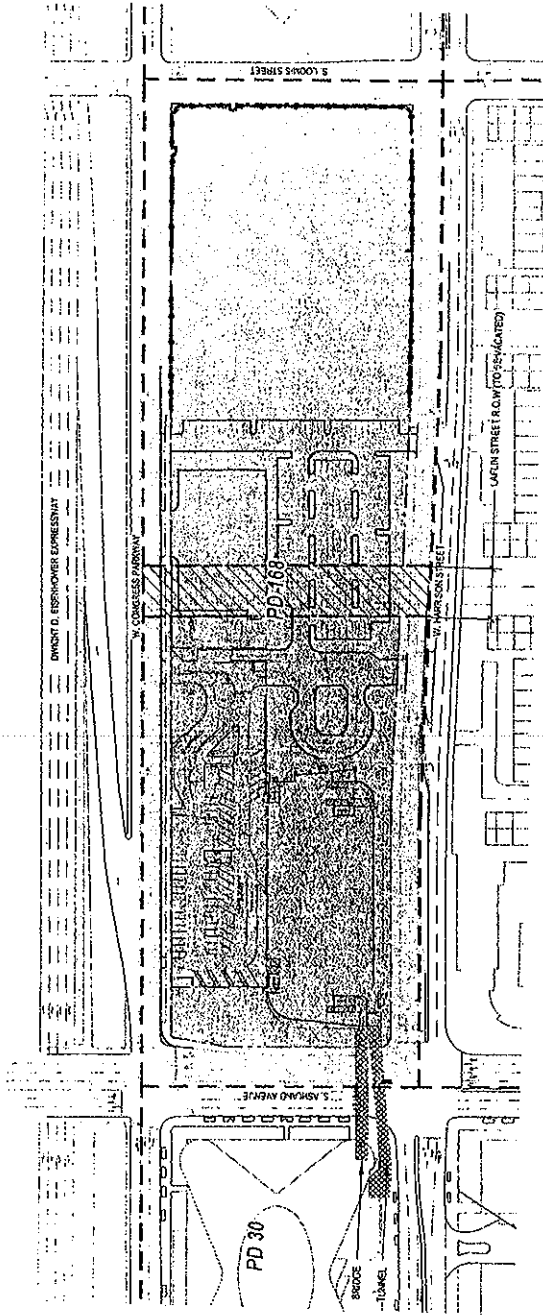 S. LOOMIS STREET
DWIGHT D. EISENHOWER EXPRESSWAY
W. CONGRESS PARKWAY
PD-168
W. HARRISON STREET
LAFLIN STREET R.O.W (TO BE VACATED)
S. ASHLAND AVENUE
PD 30
BRIDGE
TUNNEL